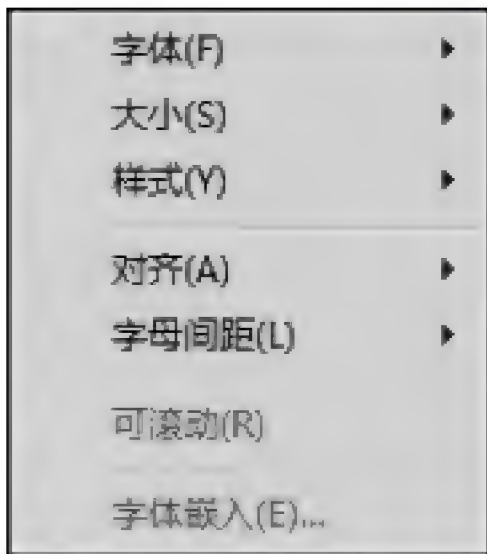 字体(F)
大小(S)
样式(Y)
对齐(A)
字母间距(L)
可滚动(R)
字体嵌入(E)...